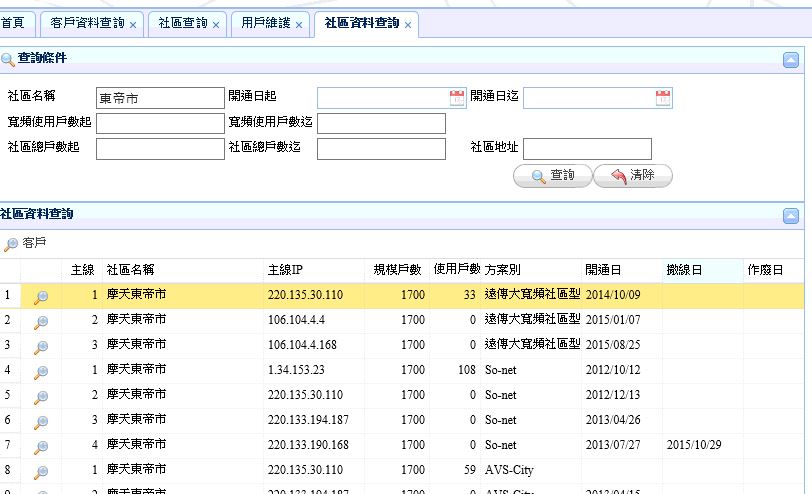 首頁 客戶資料查詢 × 社區查詢 × 用戶維護 × 社區資料查詢 ×
查詢條件
社區名稱 東帝市 開通日起 開通日迄
寬頻使用戶數起 寬頻使用戶數迄
社區總戶數起 社區總戶數迄 社區地址
查詢 清除
社區資料查詢
客戶
主線 社區名稱 主線IP 規模戶數 使用戶數 方案別 開通日 撤線日 作廢日
1 1 摩天東帝市 220.135.30.110 1700 33 遠傳大寬頻社區型 2014/10/09
2 2 摩天東帝市 106.104.4.4 1700 0 遠傳大寬頻社區型 2015/01/07
3 3 摩天東帝市 106.104.4.168 1700 0 遠傳大寬頻社區型 2015/08/25
4 1 摩天東帝市 1.34.153.23 1700 108 So-net 2012/10/12
5 2 摩天東帝市 220.135.30.110 1700 0 So-net 2012/12/13
6 3 摩天東帝市 220.133.194.187 1700 0 So-net 2013/04/26
7 4 摩天東帝市 220.133.190.168 1700 0 So-net 2013/07/27 2015/10/29
8 1 摩天東帝市 220.135.30.110 1700 59 AVS-City